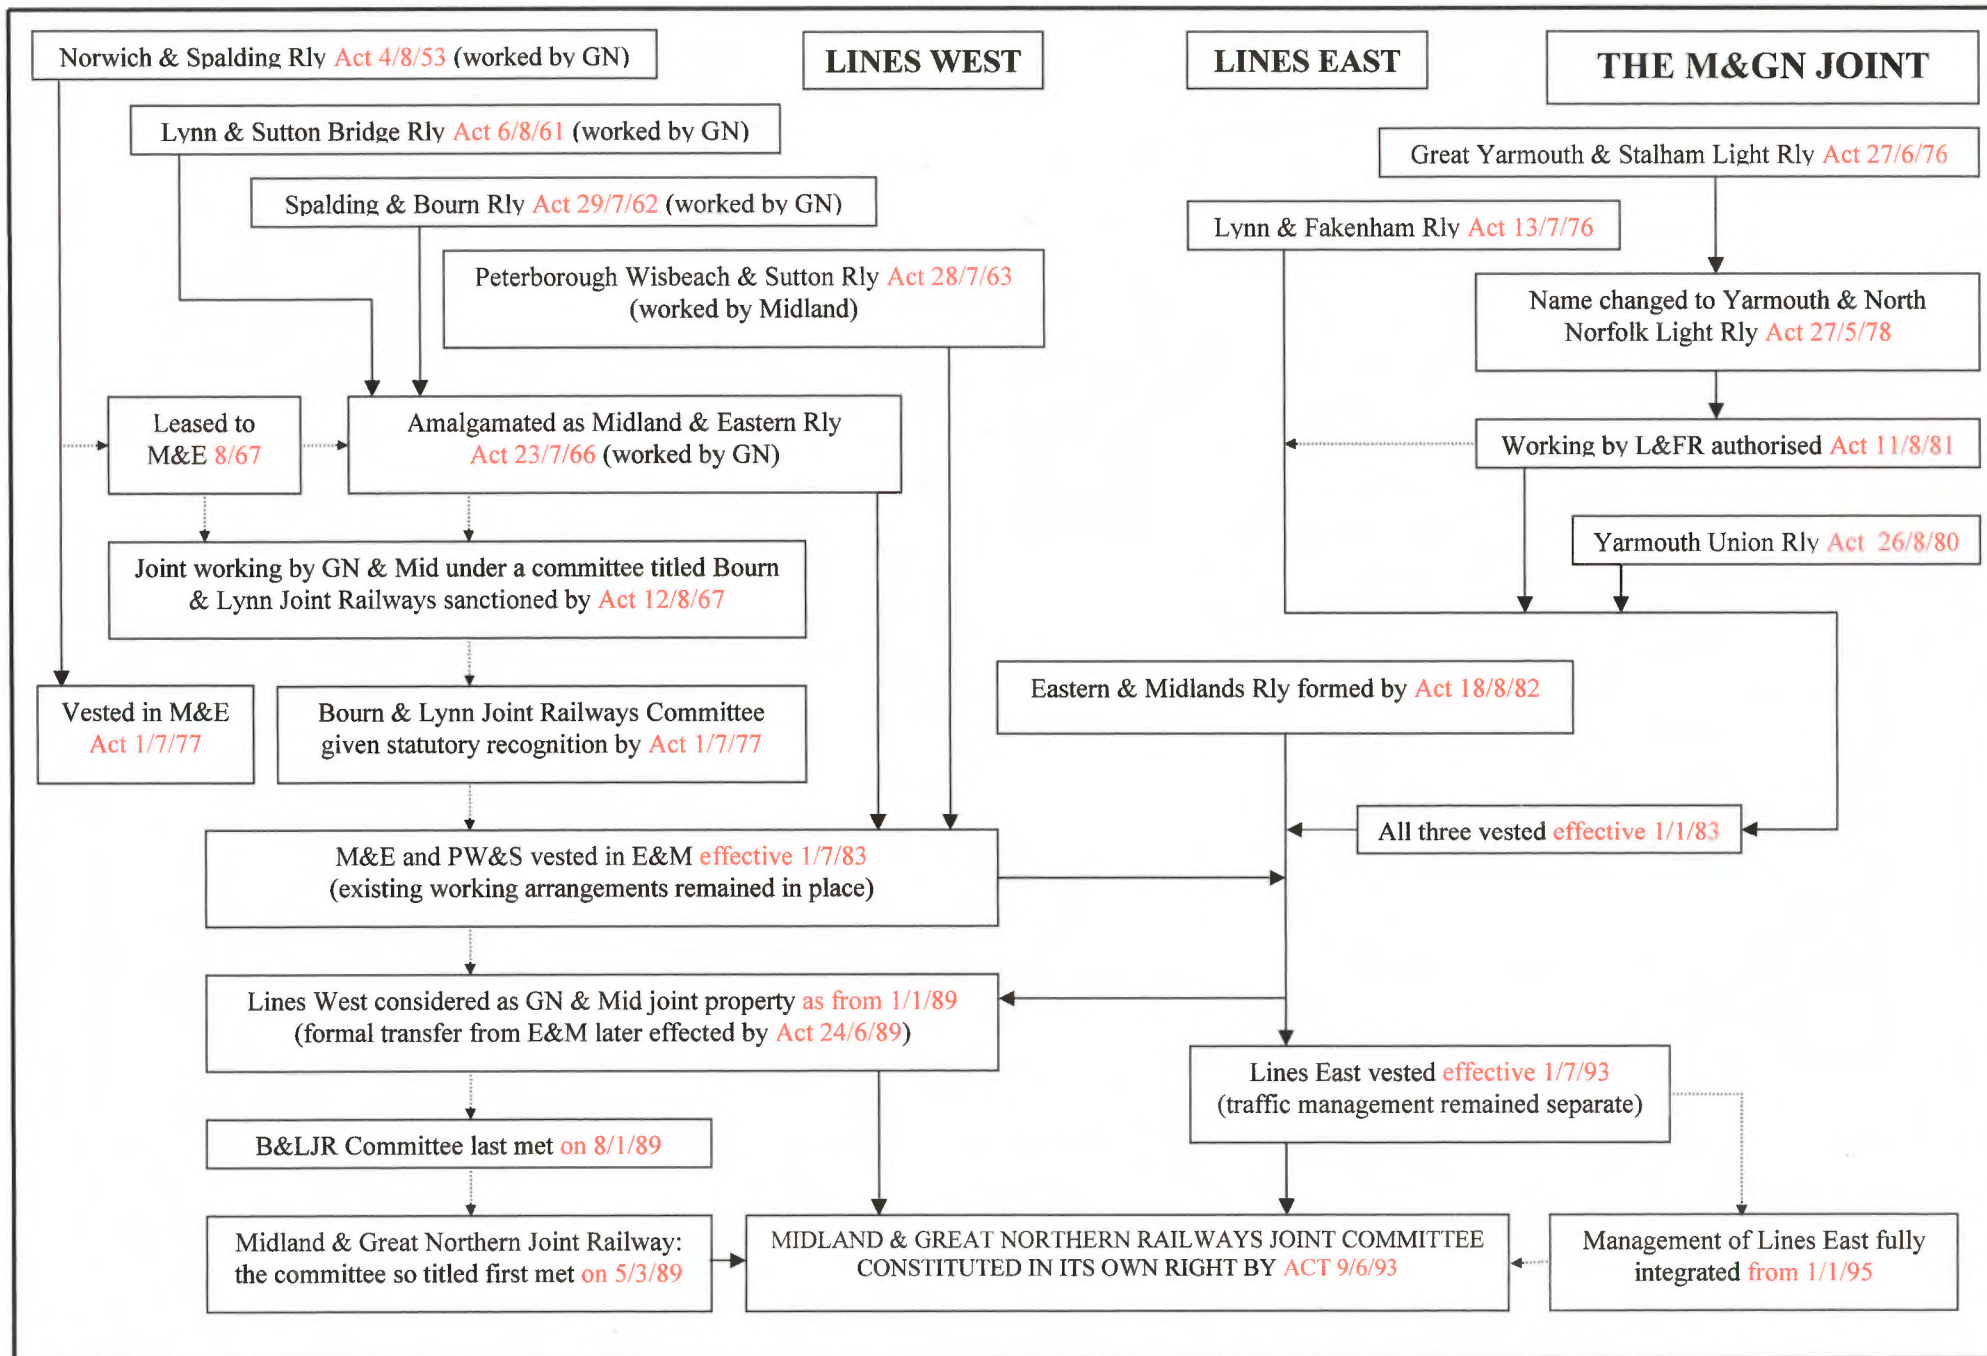 Norwich & Spalding Rly Act 4/8/53 (worked by GN)
LINES WEST
LINES EAST
THE M&GN JOINT
Lynn & Sutton Bridge Rly Act 6/8/61 (worked by GN)
Great Yarmouth & Stalham Light Rly Act 27/6/76
Spalding & Bourn Rly Act 29/7/62 (worked by GN)
Lynn & Fakenham Rly Act 13/7/76
Peterborough Wisbeach & Sutton Rly Act 28/7/63
(worked by Midland)
Name changed to Yarmouth & North
Norfolk Light Rly Act 27/5/78
Leased to
M&E 8/67
Amalgamated as Midland & Eastern Rly
Act 23/7/66 (worked by GN)
Working by L&FR authorised Act 11/8/81
Yarmouth Union Rly Act 26/8/80
Joint working by GN & Mid under a committee titled Bourn
& Lynn Joint Railways sanctioned by Act 12/8/67
Eastern & Midlands Rly formed by Act 18/8/82
Vested in M&E
Act 1/7/77
Bourn & Lynn Joint Railways Committee
given statutory recognition by Act 1/7/77
All three vested effective 1/1/83
M&E and PW&S vested in E&M effective 1/7/83
(existing working arrangements remained in place)
Lines West considered as GN & Mid joint property as from 1/1/89
(formal transfer from E&M later effected by Act 24/6/89)
Lines East vested effective 1/7/93
(traffic management remained separate)
B&LJR Committee last met on 8/1/89
Midland & Great Northern Joint Railway:
the committee so titled first met on 5/3/89
MIDLAND & GREAT NORTHERN RAILWAYS JOINT COMMITTEE
CONSTITUTED IN ITS OWN RIGHT BY ACT 9/6/93
Management of Lines East fully
integrated from 1/1/95